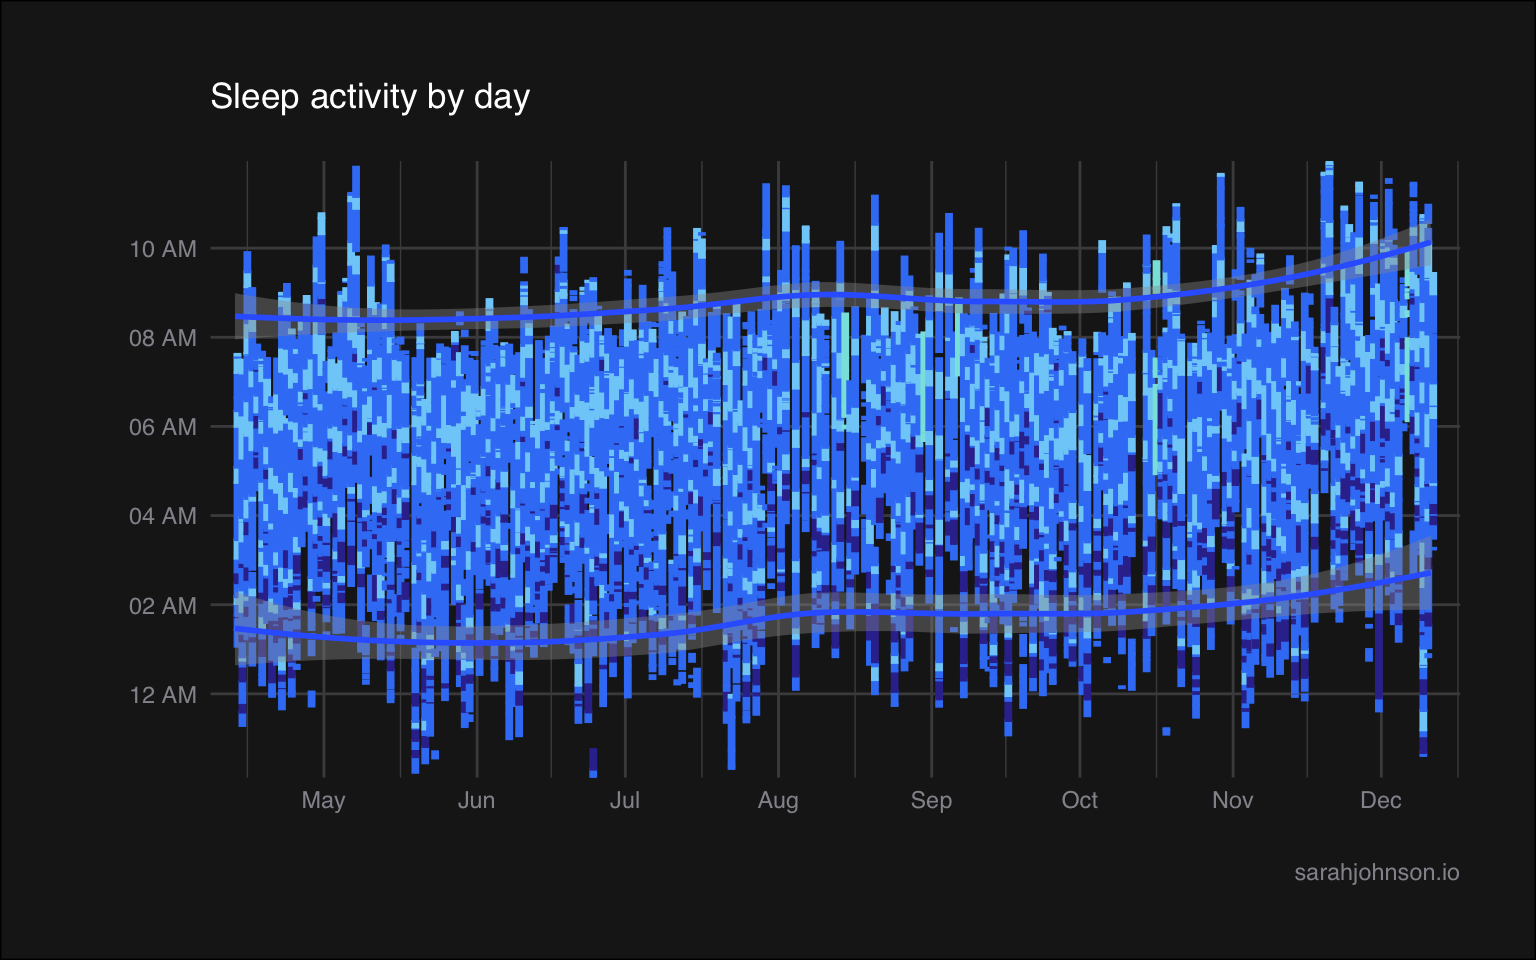 Sleep activity by day
10 AM
08 AM
06 AM
04 AM
02 AM
12 AM
May Jun Jul Aug Sep Oct Nov Dec
sarahjohnson.io